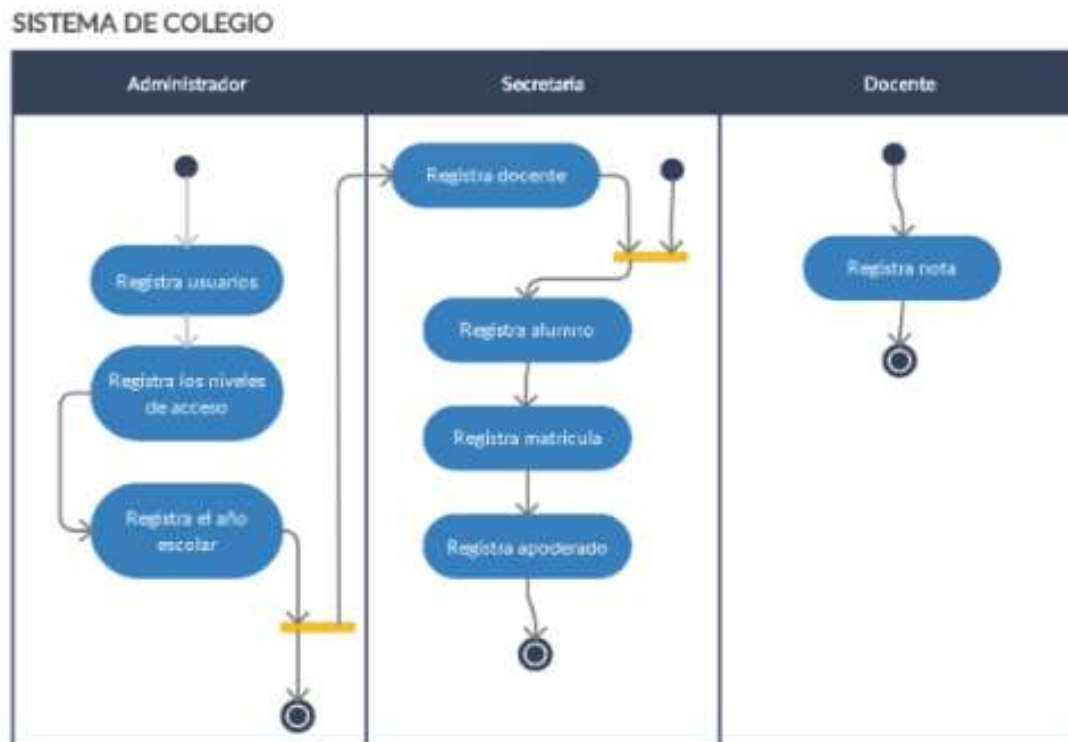 SISTEMA DE COLEGIO
Administrador
Secretaria
Docente
Registra usuarios
Registra los niveles
de acceso
Registra el año
escolar
Registra docente
Registra alumno
Registra matrícula
Registra apoderado
Registra nota